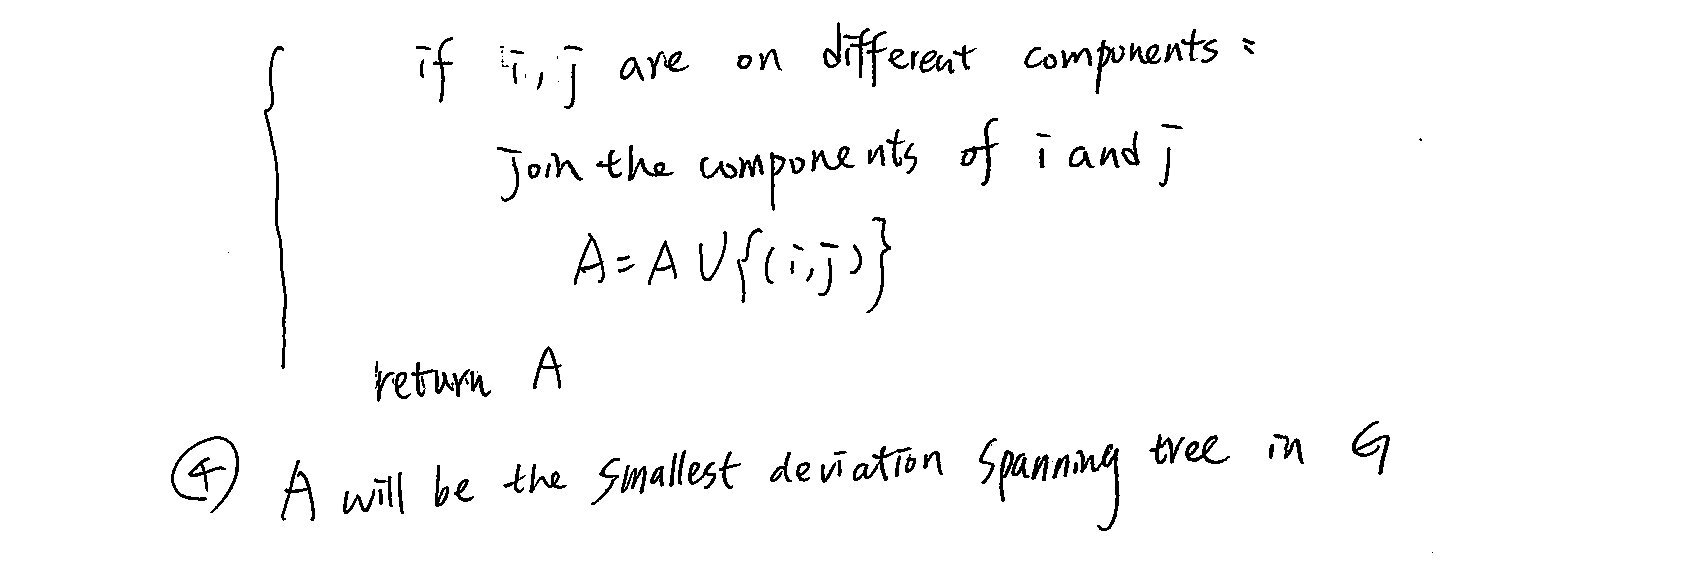 if i, j are on different components :
join the components of i and j
A = A ∪ {(i,j)}
return A
④ A will be the smallest deviation spanning tree in G